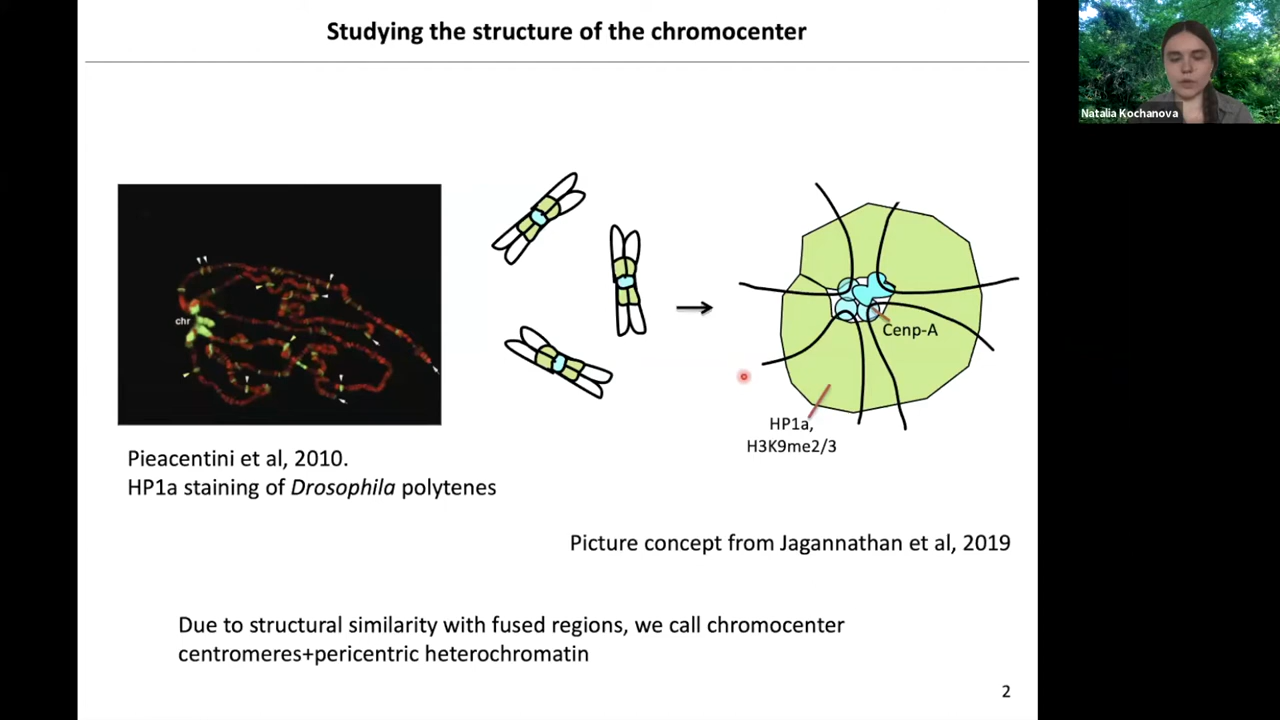 Studying the structure of the chromocenter
Natalia Kochanova
chr
Cenp-A
HP1a,
H3K9me2/3
Pieacentini et al, 2010.
HP1a staining of Drosophila polytenes
Picture concept from Jagannathan et al, 2019
Due to structural similarity with fused regions, we call chromocenter
centromeres+pericentric heterochromatin
2